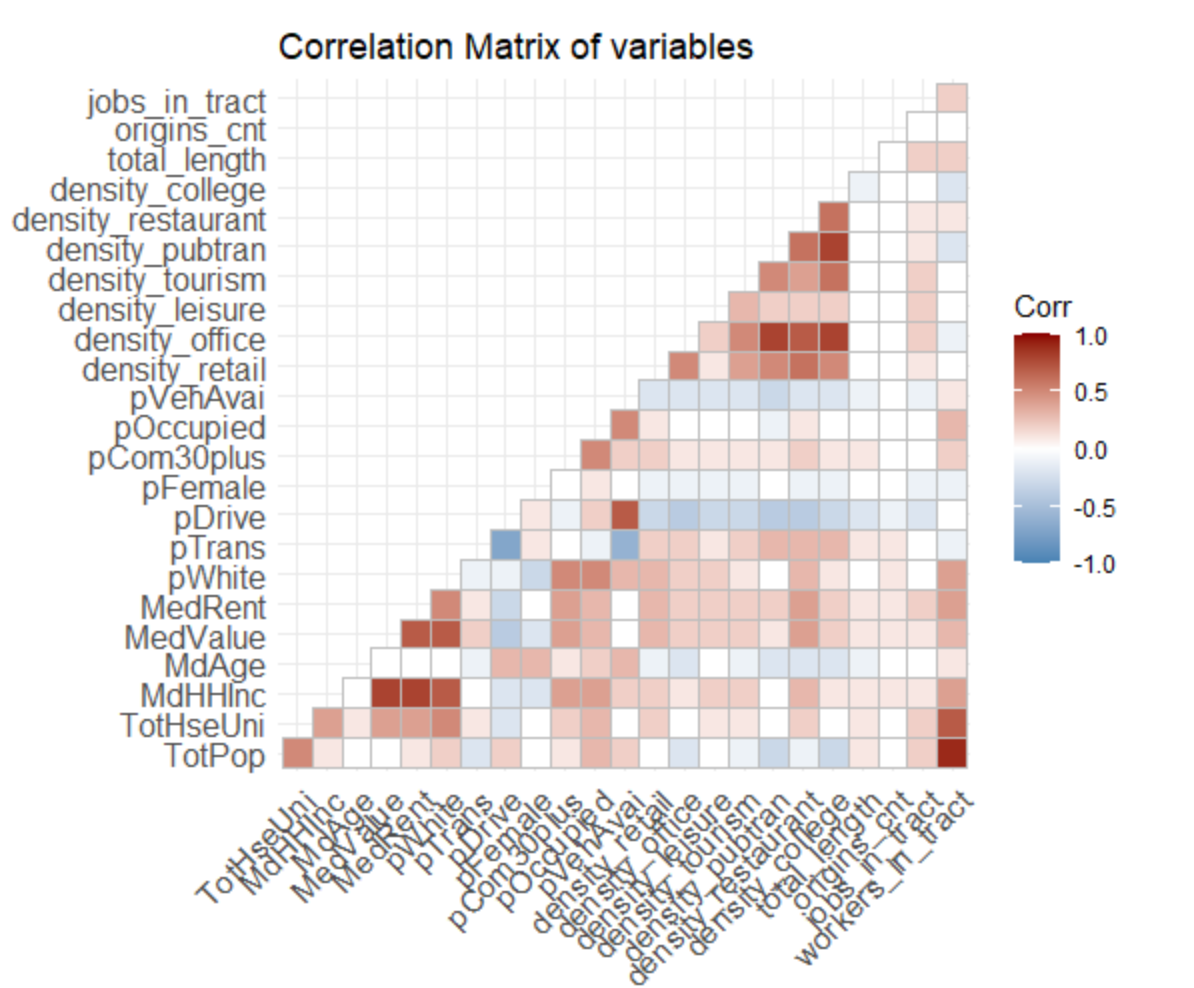 Correlation Matrix of variables
jobs_in_tract
origins_cnt
total_length
density_college
density_restaurant
density_pubtran
density_tourism
density_leisure
density_office
density_retail
pVehAvai
pOccupied
pCom30plus
pFemale
pDrive
pTrans
pWhite
MedRent
MedValue
MdAge
MdHHInc
TotHseUni
TotPop
TotHseUni
MdHHInc
MdAge
MedValue
MedRent
pWhite
pTrans
pDrive
pFemale
pCom30plus
pOccupied
pVehAvai
density_retail
density_office
density_leisure
density_tourism
density_pubtran
density_restaurant
density_college
total_length
origins_cnt
jobs_in_tract
workers_in_tract
Corr
1.0
0.5
0.0
-0.5
-1.0